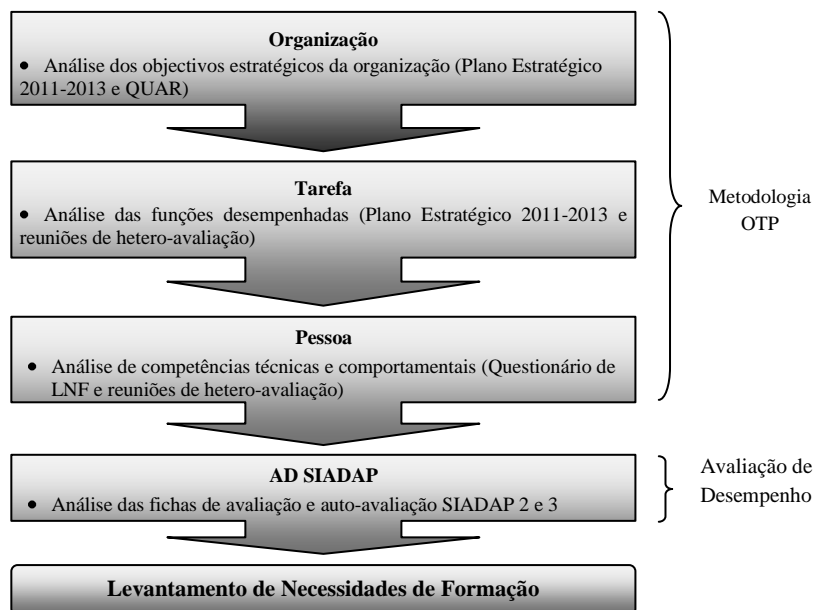 Organização
• Análise dos objectivos estratégicos da organização (Plano Estratégico
2011-2013 e QUAR)
Tarefa
• Análise das funções desempenhadas (Plano Estratégico 2011-2013 e
reuniões de hetero-avaliação)
Metodologia
OTP
Pessoa
• Análise de competências técnicas e comportamentais (Questionário de
LNF e reuniões de hetero-avaliação)
AD SIADAP
• Análise das fichas de avaliação e auto-avaliação SIADAP 2 e 3
Avaliação de
Desempenho
Levantamento de Necessidades de Formação